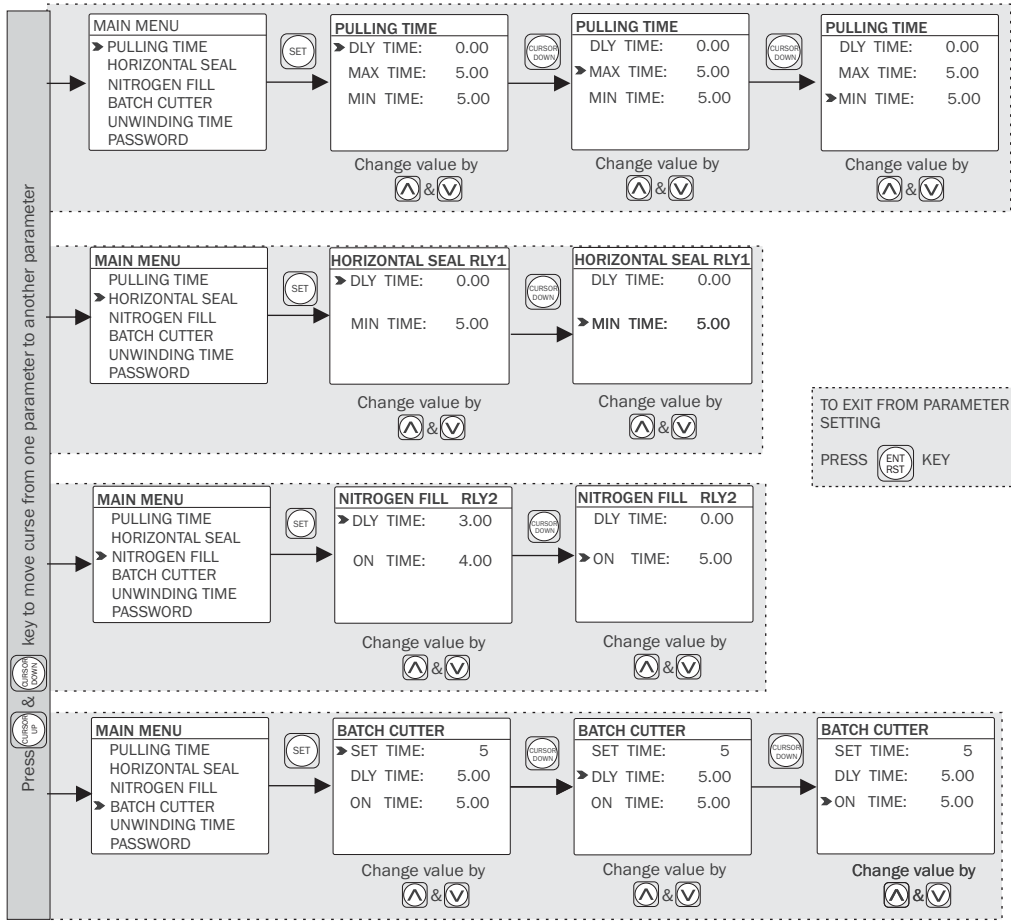 Press CURSOR UP & CURSOR DOWN key to move curse from one parameter to another parameter
MAIN MENU
PULLING TIME
HORIZONTAL SEAL
NITROGEN FILL
BATCH CUTTER
UNWINDING TIME
PASSWORD
SET
PULLING TIME
DLY TIME: 0.00
MAX TIME: 5.00
MIN TIME: 5.00
Change value by
&
CURSOR DOWN
PULLING TIME
DLY TIME: 0.00
MAX TIME: 5.00
MIN TIME: 5.00
Change value by
&
CURSOR DOWN
PULLING TIME
DLY TIME: 0.00
MAX TIME: 5.00
MIN TIME: 5.00
Change value by
&
MAIN MENU
PULLING TIME
HORIZONTAL SEAL
NITROGEN FILL
BATCH CUTTER
UNWINDING TIME
PASSWORD
SET
HORIZONTAL SEAL RLY1
DLY TIME: 0.00
MIN TIME: 5.00
Change value by
&
CURSOR DOWN
HORIZONTAL SEAL RLY1
DLY TIME: 0.00
MIN TIME: 5.00
Change value by
&
TO EXIT FROM PARAMETER
SETTING
PRESS ENT RST KEY
MAIN MENU
PULLING TIME
HORIZONTAL SEAL
NITROGEN FILL
BATCH CUTTER
UNWINDING TIME
PASSWORD
SET
NITROGEN FILL RLY2
DLY TIME: 3.00
ON TIME: 4.00
Change value by
&
CURSOR DOWN
NITROGEN FILL RLY2
DLY TIME: 0.00
ON TIME: 5.00
Change value by
&
MAIN MENU
PULLING TIME
HORIZONTAL SEAL
NITROGEN FILL
BATCH CUTTER
UNWINDING TIME
PASSWORD
SET
BATCH CUTTER
SET TIME: 5
DLY TIME: 5.00
ON TIME: 5.00
Change value by
&
CURSOR DOWN
BATCH CUTTER
SET TIME: 5
DLY TIME: 5.00
ON TIME: 5.00
Change value by
&
CURSOR DOWN
BATCH CUTTER
SET TIME: 5
DLY TIME: 5.00
ON TIME: 5.00
Change value by
&